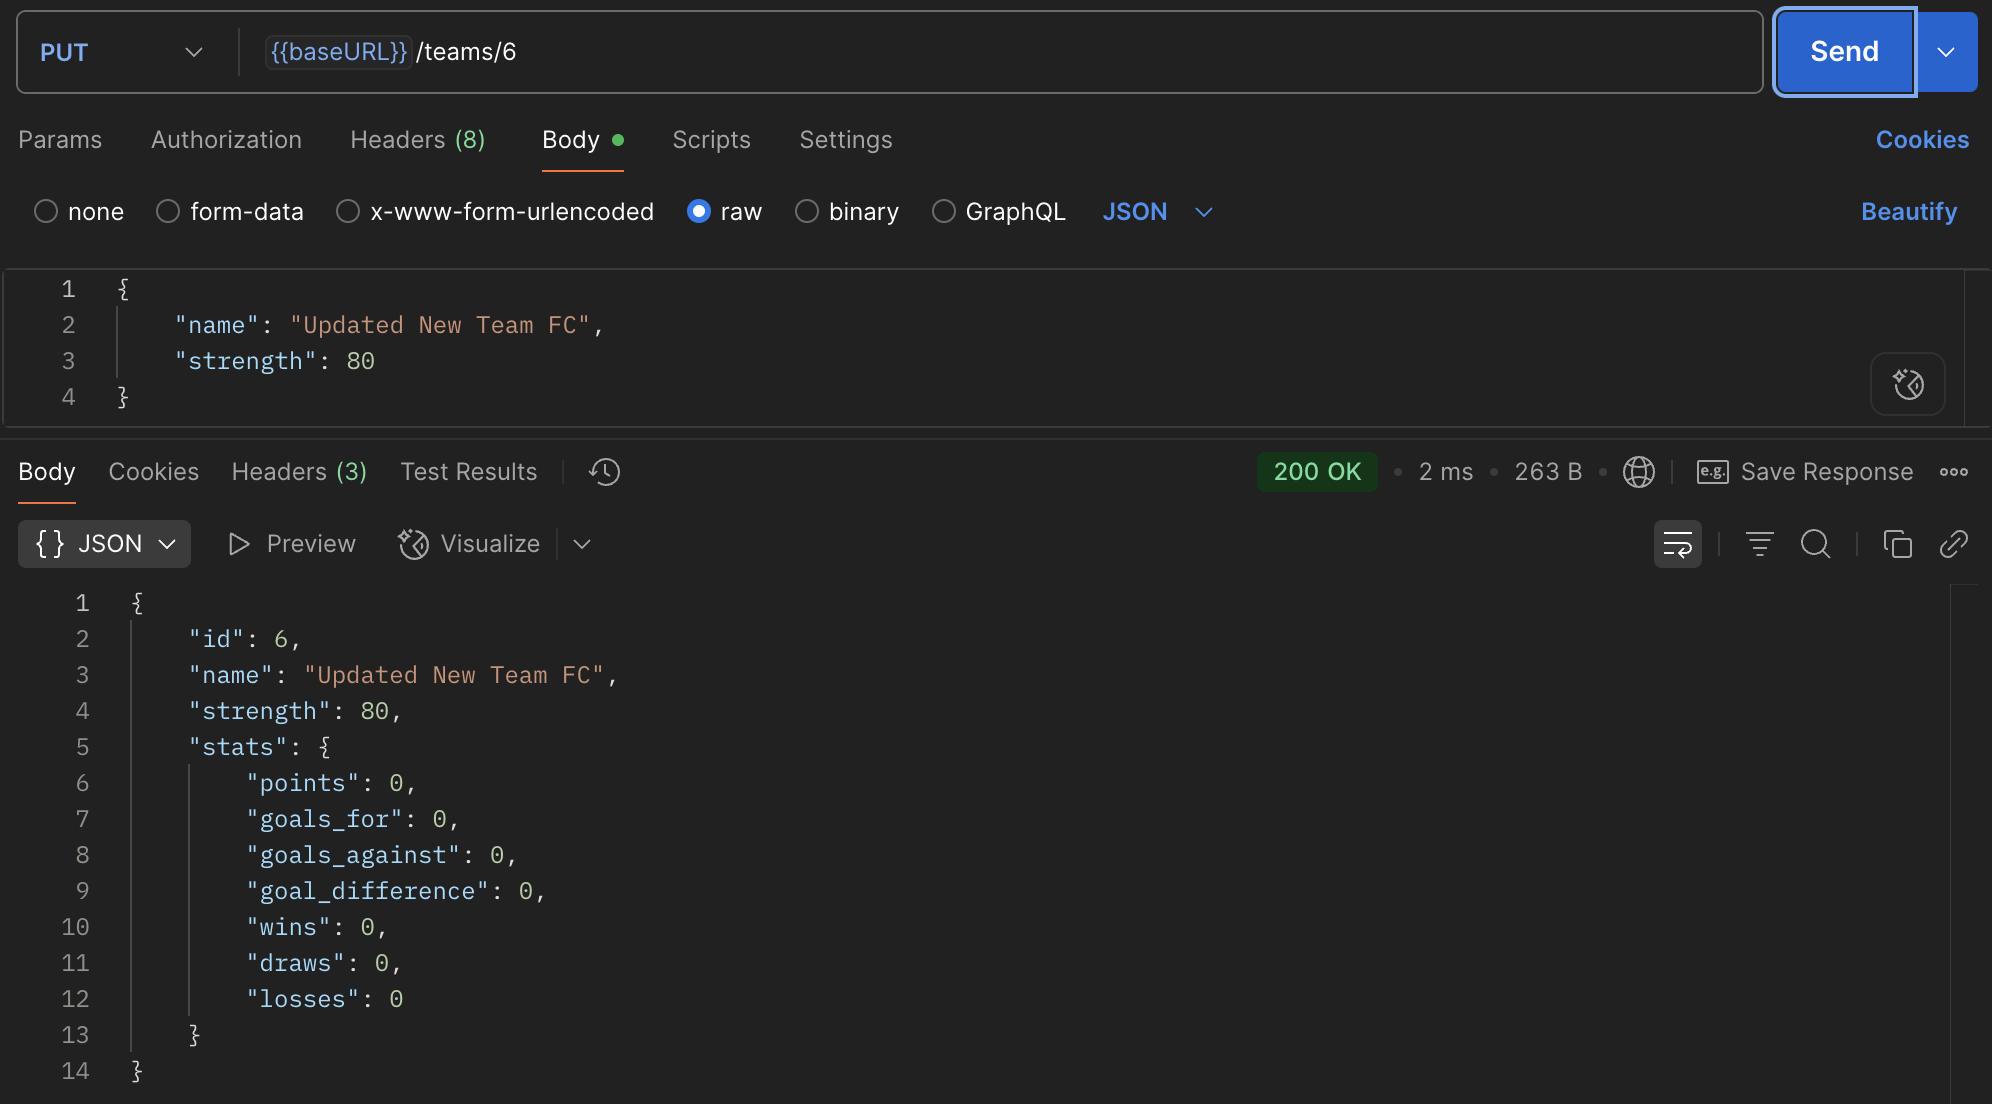 PUT {{baseURL}}/teams/6 Send
Params Authorization Headers (8) Body Scripts Settings Cookies
none form-data x-www-form-urlencoded raw binary GraphQL JSON Beautify
1 {
2 "name": "Updated New Team FC",
3 "strength": 80
4 }
Body Cookies Headers (3) Test Results 200 OK • 2 ms • 263 B • e.g. Save Response
{} JSON Preview Visualize
1 {
2 "id": 6,
3 "name": "Updated New Team FC",
4 "strength": 80,
5 "stats": {
6 "points": 0,
7 "goals_for": 0,
8 "goals_against": 0,
9 "goal_difference": 0,
10 "wins": 0,
11 "draws": 0,
12 "losses": 0
13 }
14 }